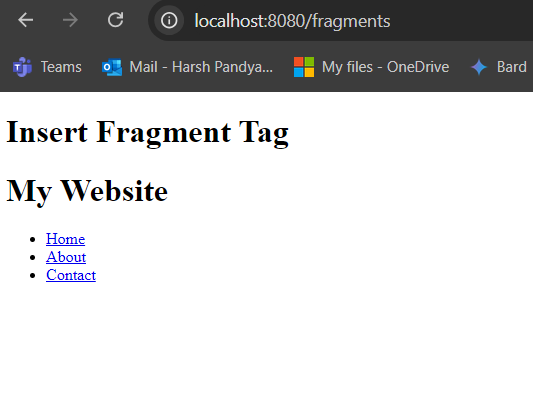 localhost:8080/fragments
Teams Mail - Harsh Pandya... My files - OneDrive Bard
Insert Fragment Tag
My Website
Home
About
Contact